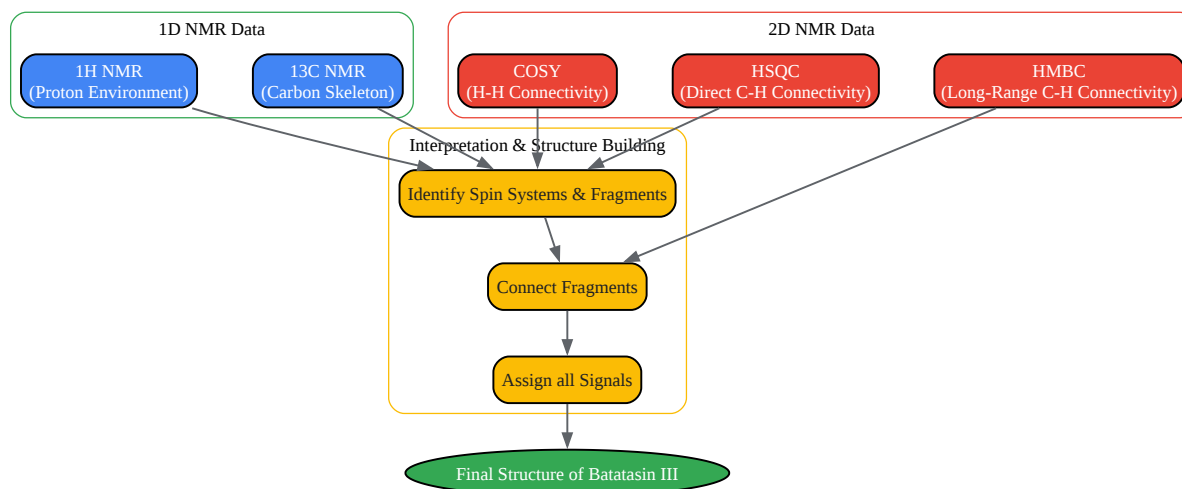 1D NMR Data
2D NMR Data
1H NMR
(Proton Environment)
13C NMR
(Carbon Skeleton)
COSY
(H-H Connectivity)
HSQC
(Direct C-H Connectivity)
HMBC
(Long-Range C-H Connectivity)
Interpretation & Structure Building
Identify Spin Systems & Fragments
Connect Fragments
Assign all Signals
Final Structure of Batatasin III